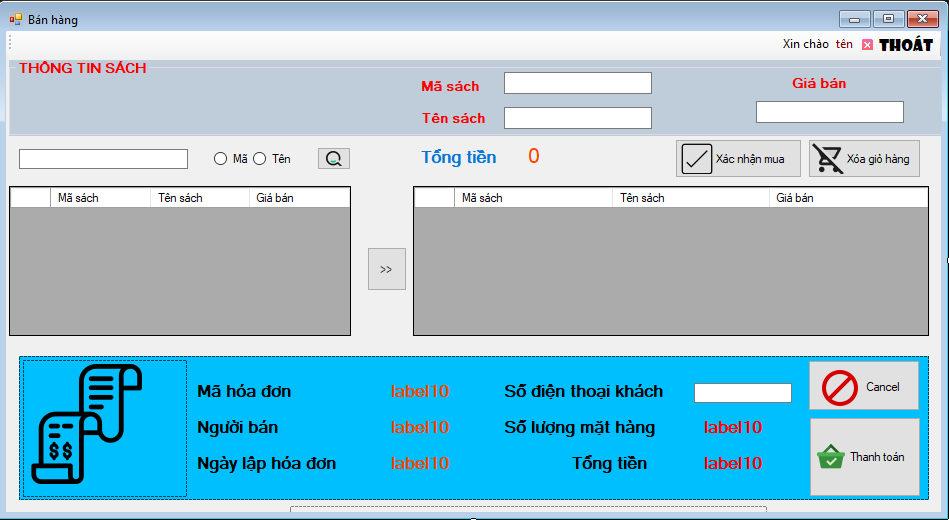 Bán hàng
Xin chào tên THOÁT
THÔNG TIN SÁCH
Mã sách
Giá bán
Tên sách
Mã Tên
Tổng tiền 0
Xác nhận mua
Xóa giỏ hàng
Mã sách Tên sách Giá bán
Mã sách Tên sách Giá bán
>>
Mã hóa đơn label10 Số điện thoại khách
Cancel
Người bán label10 Số lượng mặt hàng label10
Ngày lập hóa đơn label10 Tổng tiền label10
Thanh toán